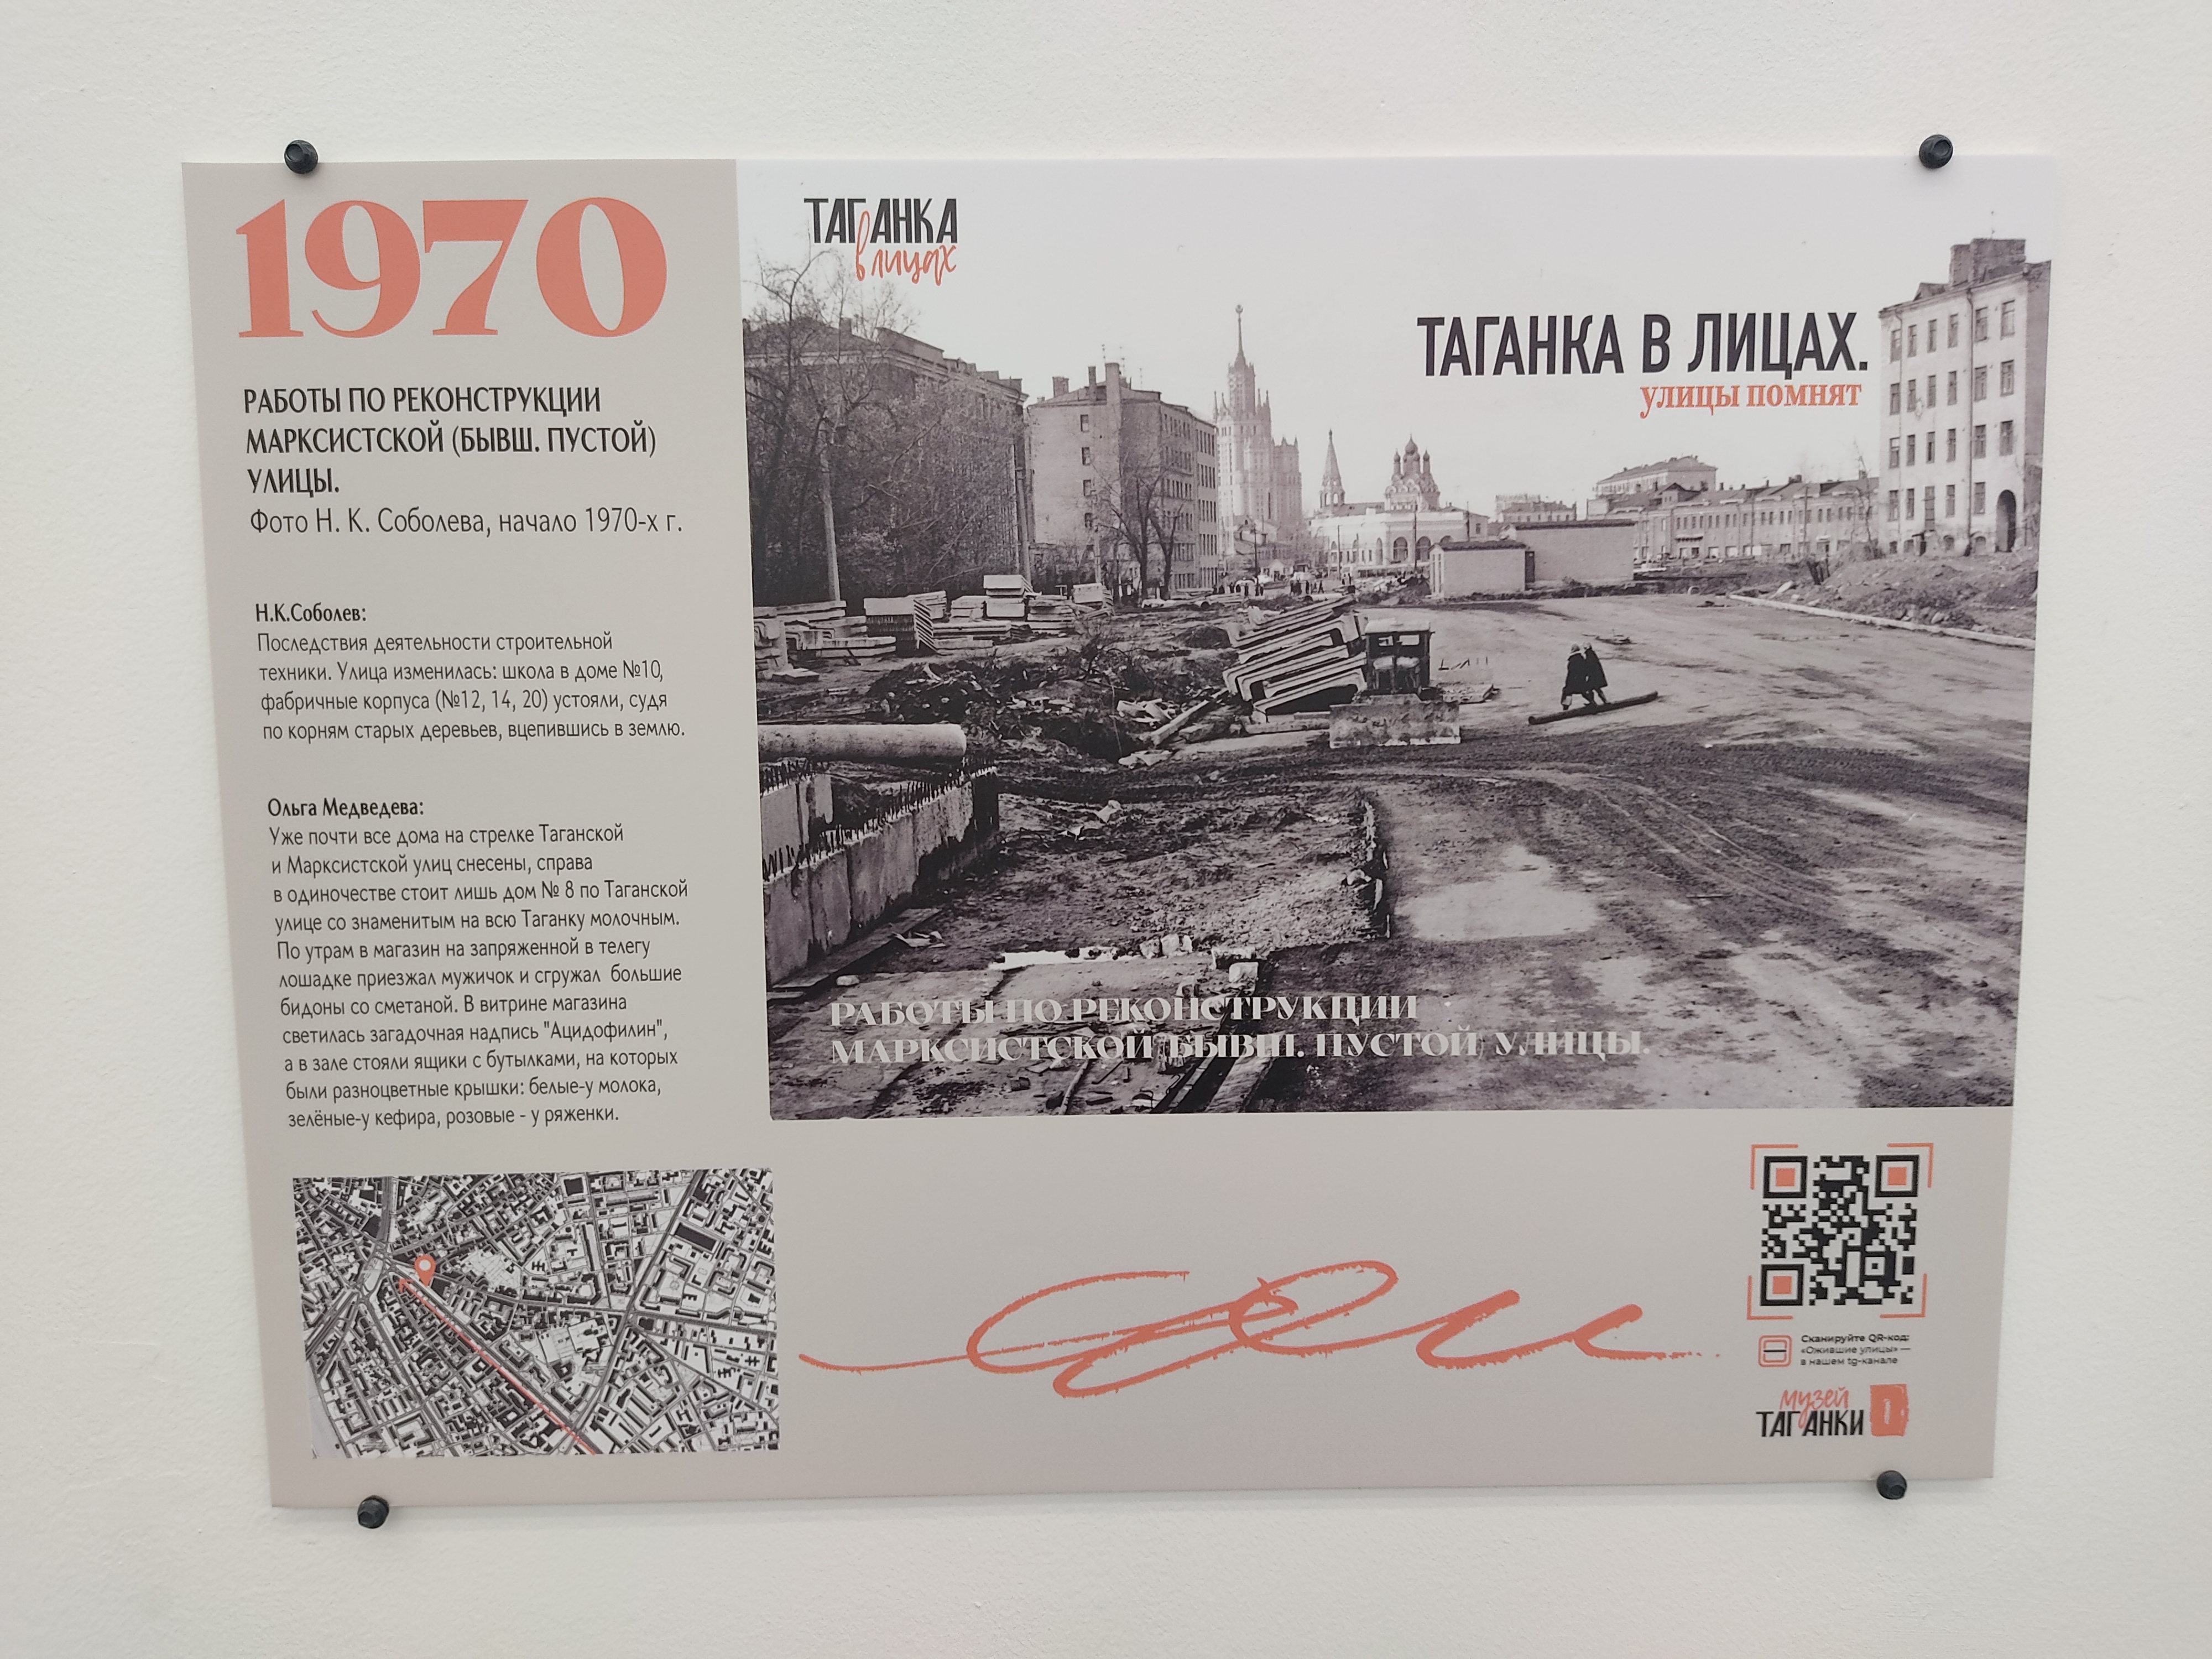 1970
РАБОТЫ ПО РЕКОНСТРУКЦИИ
МАРКСИСТСКОЙ (БЫВШ. ПУСТОЙ)
УЛИЦЫ.
Фото Н. К. Соболева, начало 1970-х г.
Н.К.Соболев:
Последствия деятельности строительной
техники. Улица изменилась: школа в доме №10,
фабричные корпуса (№12, 14, 20) устояли, судя
по корням старых деревьев, вцепившись в землю.
Ольга Медведева:
Уже почти все дома на стрелке Таганской
и Марксистской улиц снесены, справа
в одиночестве стоит лишь дом № 8 по Таганской
улице со знаменитым на всю Таганку молочным.
По утрам в магазин на запряженной в телегу
лошадке приезжал мужичок и сгружал большие
бидоны со сметаной. В витрине магазина
светилась загадочная надпись "Ацидофилин",
а в зале стояли ящики с бутылками, на которых
были разноцветные крышки: белые-у молока,
зелёные-у кефира, розовые - у ряженки.
ТАГАНКА
в лицах
ТАГАНКА В ЛИЦАХ.
УЛИЦЫ ПОМНЯТ
РАБОТЫ ПО РЕКОНСТРУКЦИИ
МАРКСИСТСКОЙ БЫВШ. ПУСТОЙ УЛИЦЫ.
Сканируйте QR-код:
«Ожившие улицы» —
в нашем tg-канале
музей
ТАГАНКИ